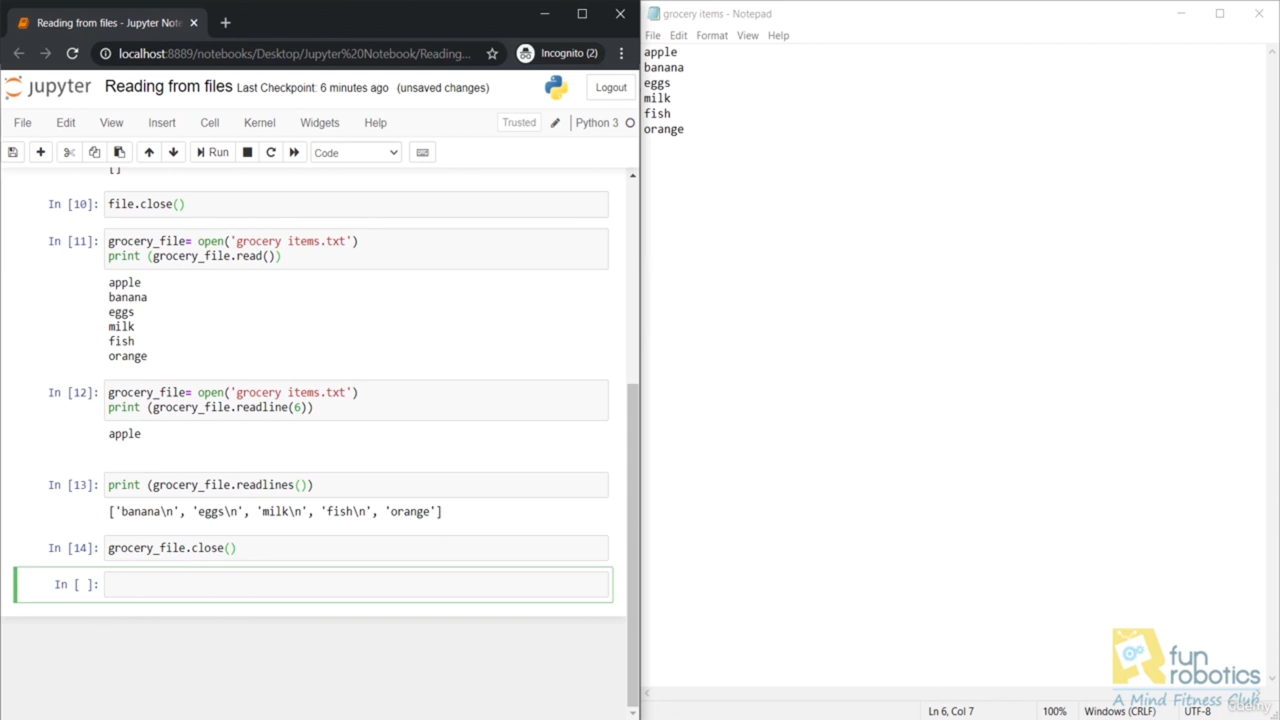 Reading from files - Jupyter Note
localhost:8889/notebooks/Desktop/Jupyter%20Notebook/Reading...
Incognito (2)
jupyter
Reading from files
Last Checkpoint: 6 minutes ago (unsaved changes)
Logout
File Edit View Insert Cell Kernel Widgets Help
Trusted
Python 3
Run
Code
[]
In [10]: file.close()
In [11]: grocery_file= open('grocery items.txt')
print (grocery_file.read())
apple
banana
eggs
milk
fish
orange
In [12]: grocery_file= open('grocery items.txt')
print (grocery_file.readline(6))
apple
In [13]: print (grocery_file.readlines())
['banana\n', 'eggs\n', 'milk\n', 'fish\n', 'orange']
In [14]: grocery_file.close()
In [ ]:
grocery items - Notepad
File Edit Format View Help
apple
banana
eggs
milk
fish
orange
fun
robotics
A Mind Fitness Club
udemy
Ln 6, Col 7
100%
Windows (CRLF)
UTF-8